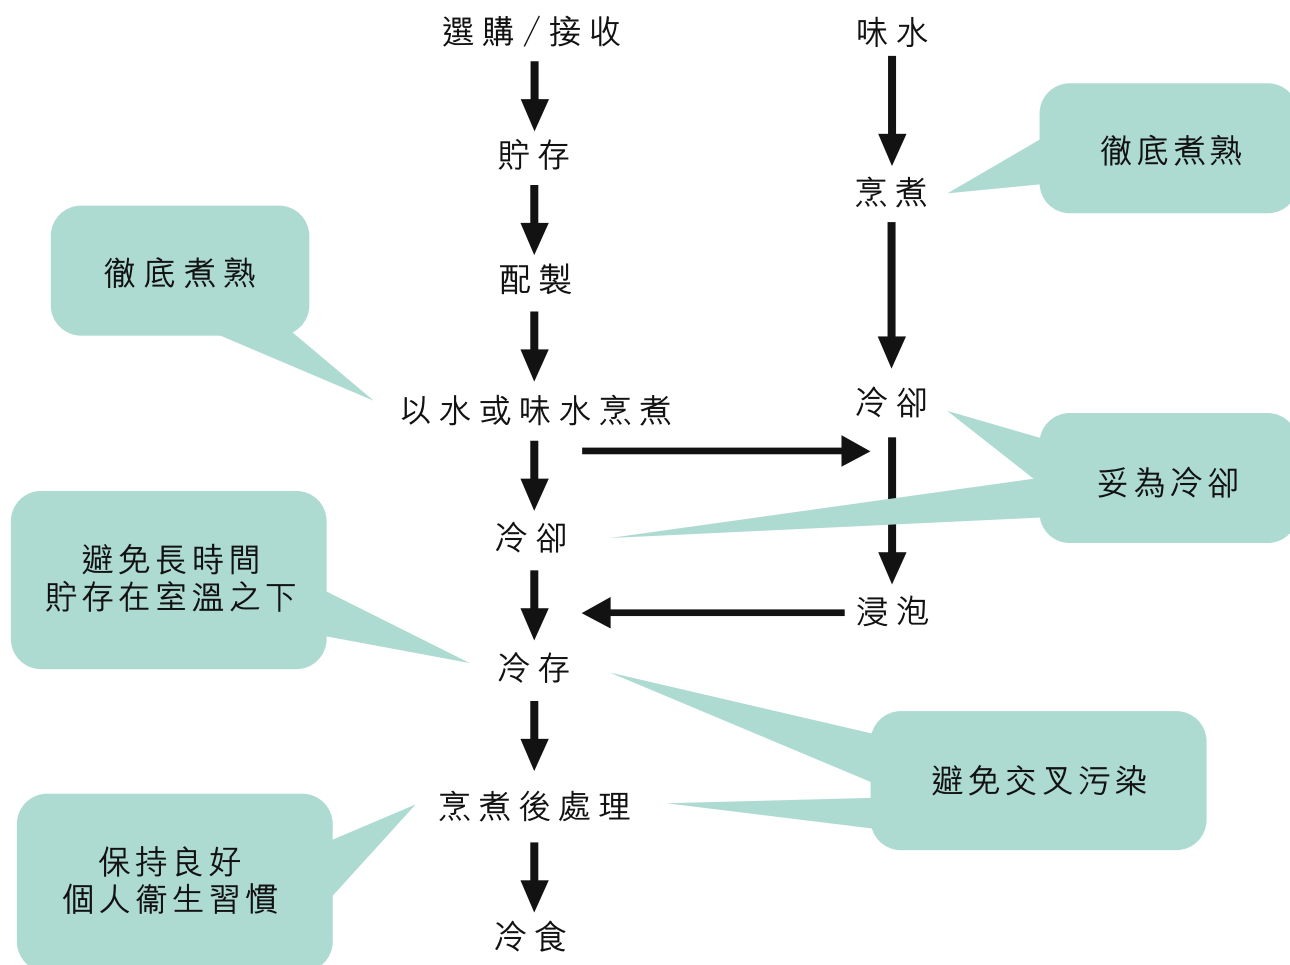 選購/接收
味水
徹底煮熟
貯存
烹煮
徹底煮熟
配製
以水或味水烹煮
冷卻
妥為冷卻
冷卻
避免長時間
貯存在室溫之下
浸泡
冷存
避免交叉污染
烹煮後處理
保持良好
個人衞生習慣
冷食